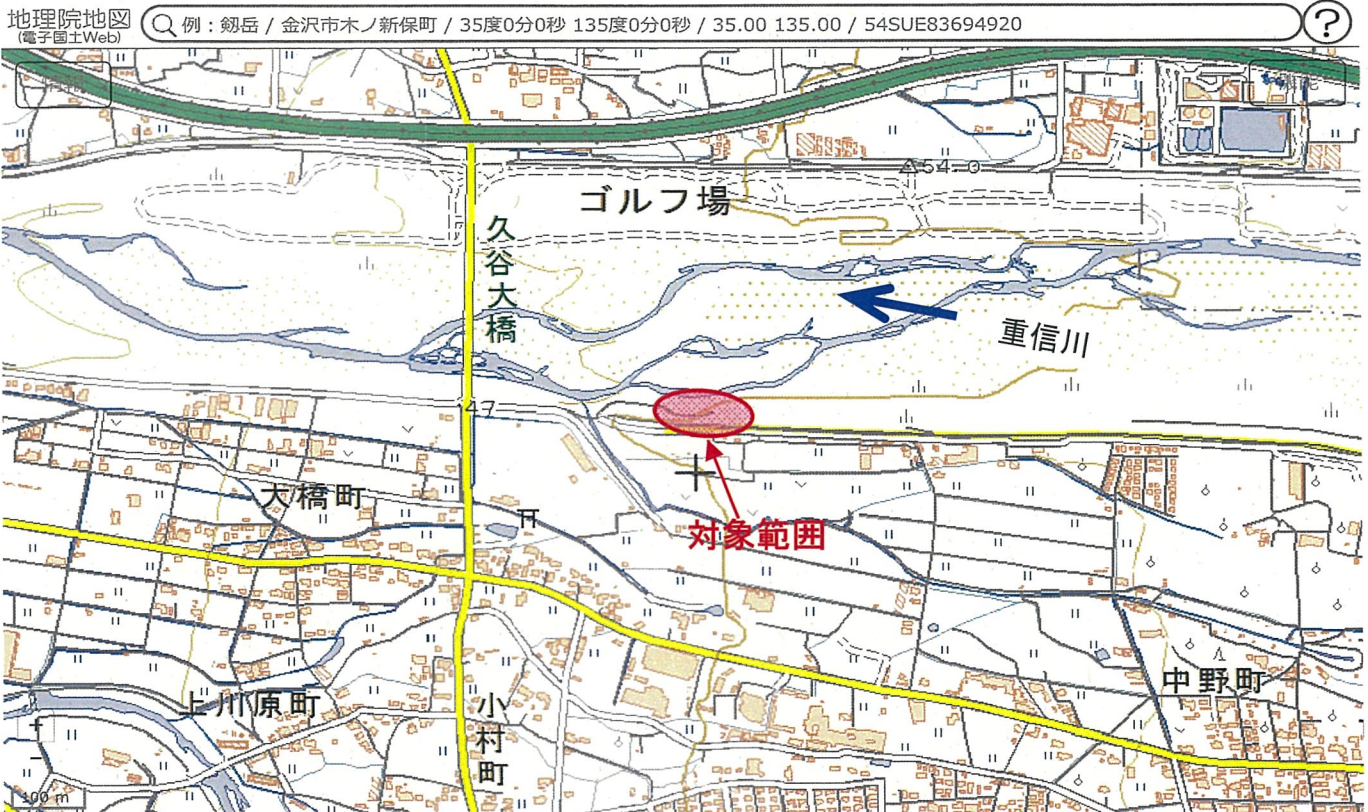 地理院地図
(電子国土Web)
例：剱岳 / 金沢市木ノ新保町 / 35度0分0秒 135度0分0秒 / 35.00 135.00 / 54SUE83694920
?
54.0
ゴルフ場
久谷大橋
重信川
47
対象範囲
大橋町
中野町
上川原町
小村町
+
-
100 m